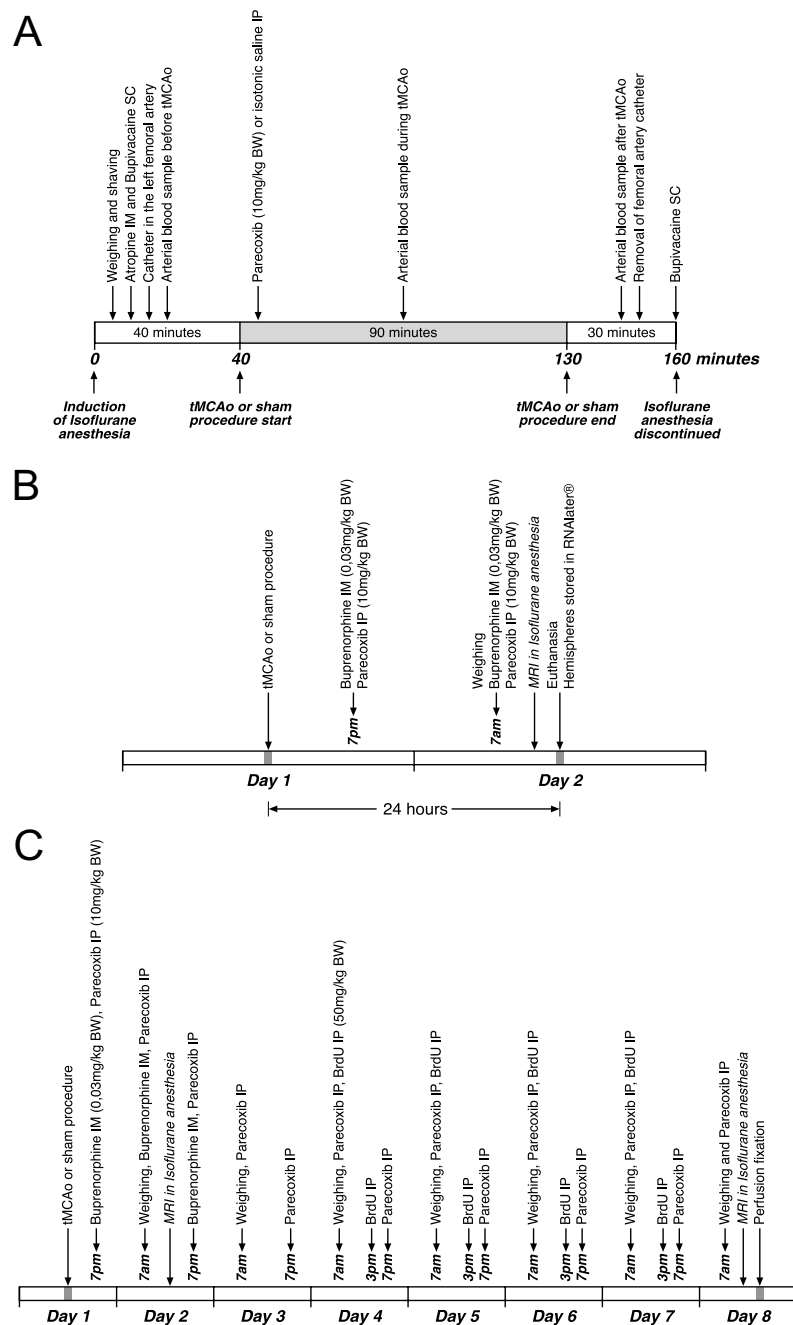 A
Weighing and shaving
Atropine IM and Bupivacaine SC
Catheter in the left femoral artery
Arterial blood sample before tMCAo
Parecoxib (10mg/kg BW) or isotonic saline IP
Arterial blood sample during tMCAo
Arterial blood sample after tMCAo
Removal of femoral artery catheter
Bupivacaine SC
40 minutes
90 minutes
30 minutes
0
40
130
160 minutes
Induction
of Isoflurane
anesthesia
tMCAo or sham
procedure start
tMCAo or sham
procedure end
Isoflurane
anesthesia
discontinued
B
tMCAo or sham procedure
Buprenorphine IM (0,03mg/kg BW)
Parecoxib IP (10mg/kg BW)
7pm
Weighing
Buprenorphine IM (0,03mg/kg BW)
Parecoxib IP (10mg/kg BW)
7am
MRI in Isoflurane anesthesia
Euthanasia
Hemispheres stored in RNAlater®
Day 1
Day 2
24 hours
C
tMCAo or sham procedure
Buprenorphine IM (0,03mg/kg BW), Parecoxib IP (10mg/kg BW)
7pm
Weighing, Buprenorphine IM, Parecoxib IP
7am
MRI in Isoflurane anesthesia
Buprenorphine IM, Parecoxib IP
7pm
Weighing, Parecoxib IP
7am
Parecoxib IP
7pm
Weighing, Parecoxib IP, BrdU IP (50mg/kg BW)
7am
BrdU IP
3pm
Parecoxib IP
7pm
Weighing, Parecoxib IP, BrdU IP
7am
BrdU IP
3pm
Parecoxib IP
7pm
Weighing, Parecoxib IP, BrdU IP
7am
BrdU IP
3pm
Parecoxib IP
7pm
Weighing, Parecoxib IP, BrdU IP
7am
BrdU IP
3pm
Parecoxib IP
7pm
Weighing and Parecoxib IP
7am
MRI in Isoflurane anesthesia
Perfusion fixation
Day 1
Day 2
Day 3
Day 4
Day 5
Day 6
Day 7
Day 8